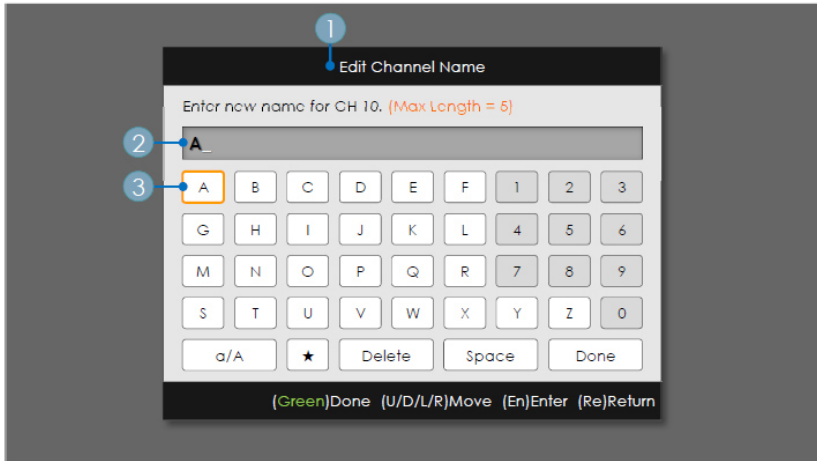 1
Edit Channel Name
Enter new name for CH 10. (Max Length = 5)
2 A_
3 A B C D E F 1 2 3
G H I J K L 4 5 6
M N O P Q R 7 8 9
S T U V W X Y Z 0
a/A ★ Delete Space Done
(Green)Done (U/D/L/R)Move (En)Enter (Re)Return